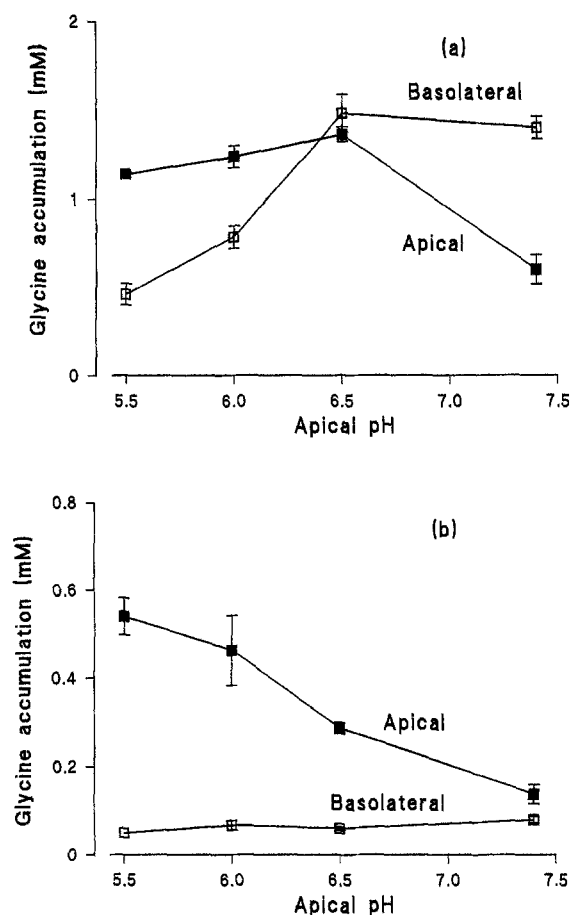 (a)
Glycine accumulation (mM)
2
1
0
Basolateral
Apical
5.5 6.0 6.5 7.0 7.5
Apical pH
(b)
Glycine accumulation (mM)
0.8
0.6
0.4
0.2
0
Apical
Basolateral
5.5 6.0 6.5 7.0 7.5
Apical pH